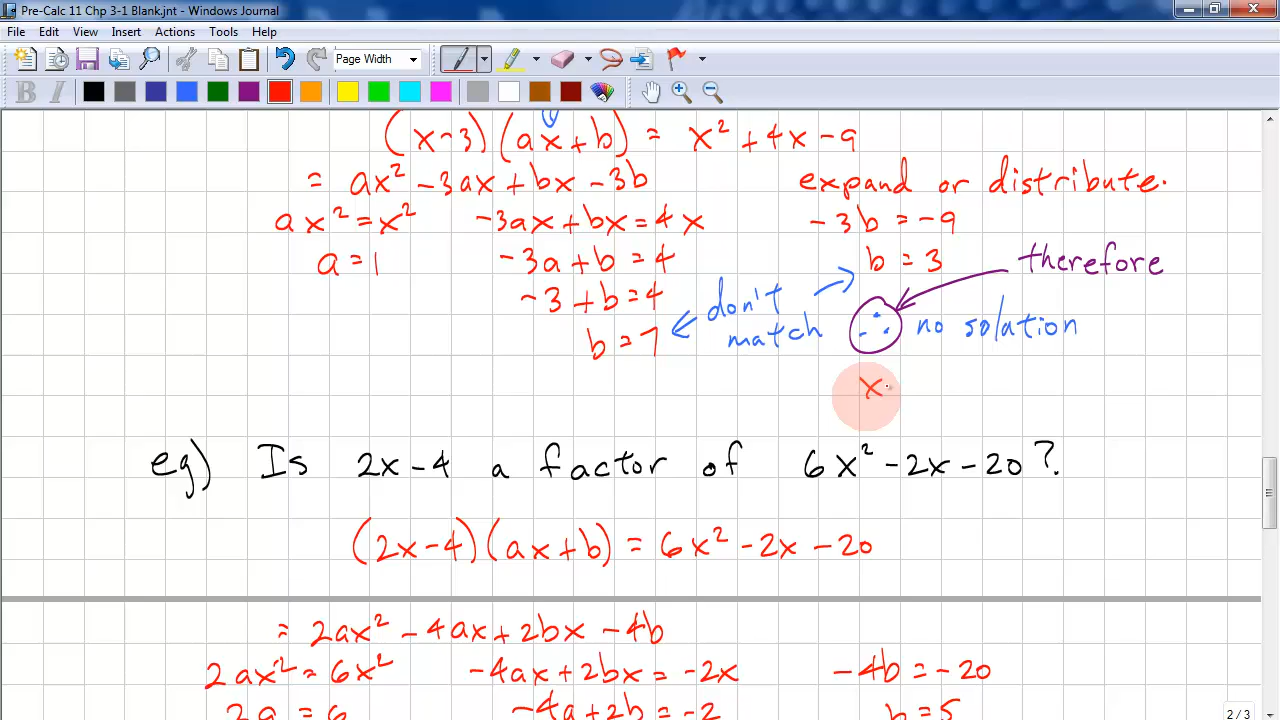 Pre-Calc 11 Chp 3-1 Blank.jnt - Windows Journal
File Edit View Insert Actions Tools Help
Page Width
B I
(x-3)(ax+b) = x² + 4x - 9
= ax² - 3ax + bx - 3b expand or distribute.
ax² = x² -3ax + bx = 4x -3b = -9
a = 1 -3a + b = 4 b = 3 therefore
-3 + b = 4 don't match ∴ no solution
b = 7
x
eg) Is 2x-4 a factor of 6x² - 2x - 20?
(2x-4)(ax+b) = 6x² - 2x - 20
= 2ax² - 4ax + 2bx - 4b
2ax² = 6x² -4ax + 2bx = -2x -4b = -20
2a = 6 -4a + 2b = -2 b = 5
2/3